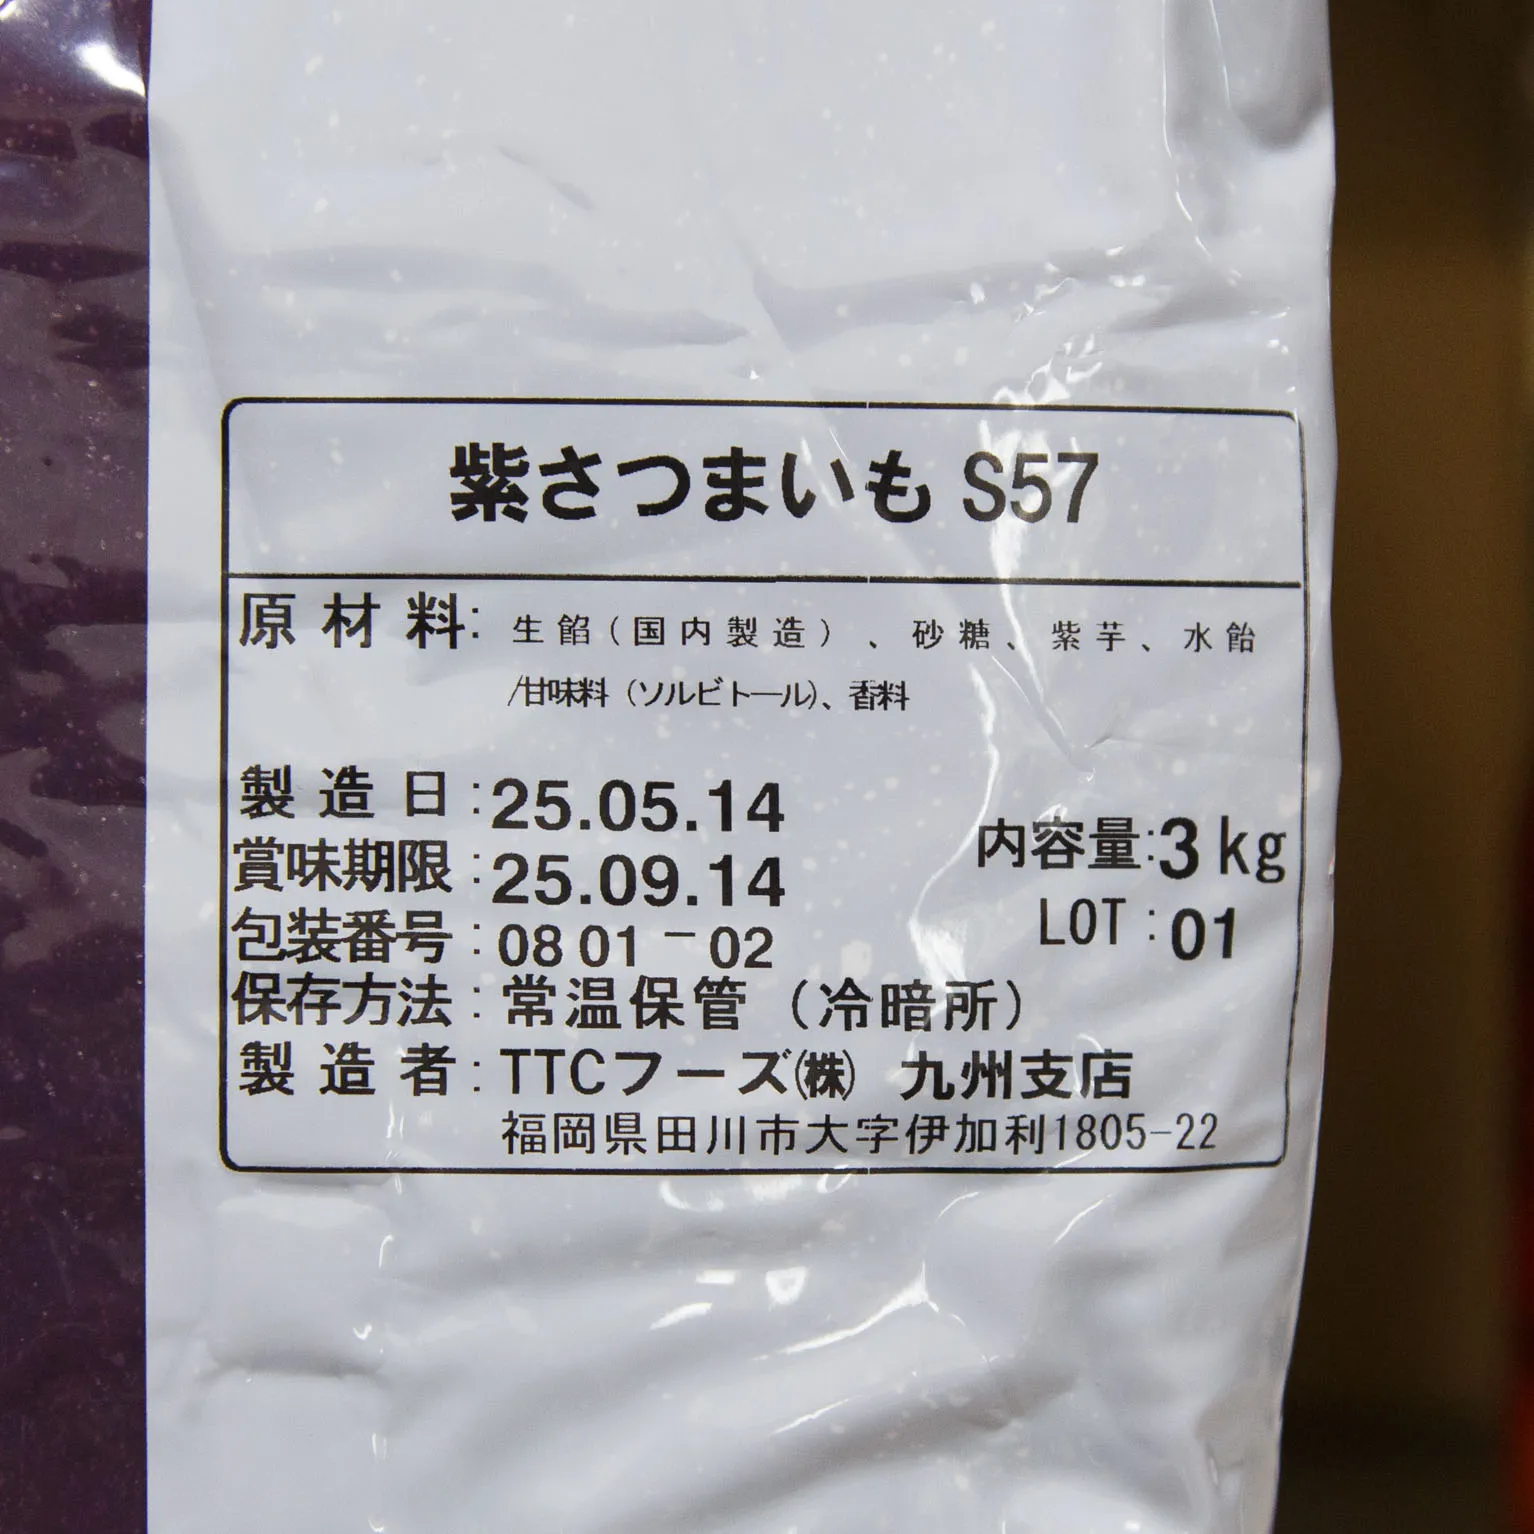 紫さつまいも S57
原材料: 生餡(国内製造)、砂糖、紫芋、水飴
/甘味料(ソルビトール)、香料
製造日:25.05.14
賞味期限:25.09.14
内容量:3kg
包装番号:0801-02
LOT:01
保存方法:常温保管(冷暗所)
製造者:TTCフーズ㈱ 九州支店
福岡県田川市大字伊加利1805-22